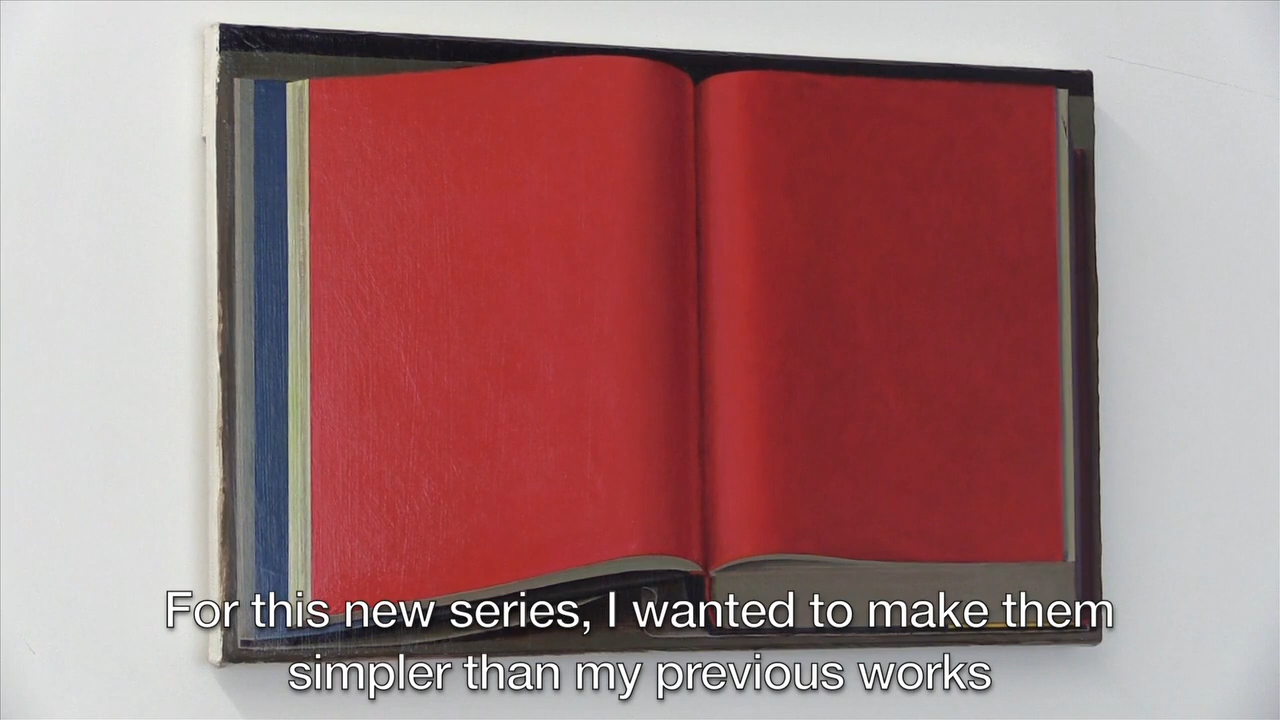 For this new series, I wanted to make them
simpler than my previous works